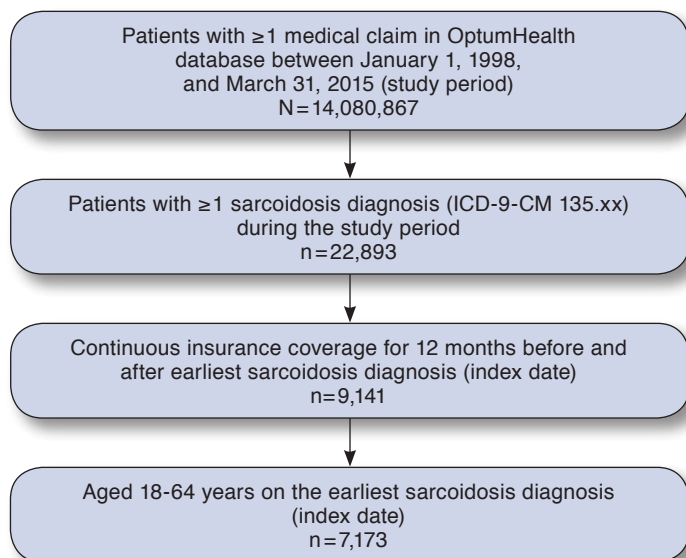 Patients with ≥1 medical claim in OptumHealth
database between January 1, 1998,
and March 31, 2015 (study period)
N=14,080,867
Patients with ≥1 sarcoidosis diagnosis (ICD-9-CM 135.xx)
during the study period
n=22,893
Continuous insurance coverage for 12 months before and
after earliest sarcoidosis diagnosis (index date)
n=9,141
Aged 18-64 years on the earliest sarcoidosis diagnosis
(index date)
n=7,173